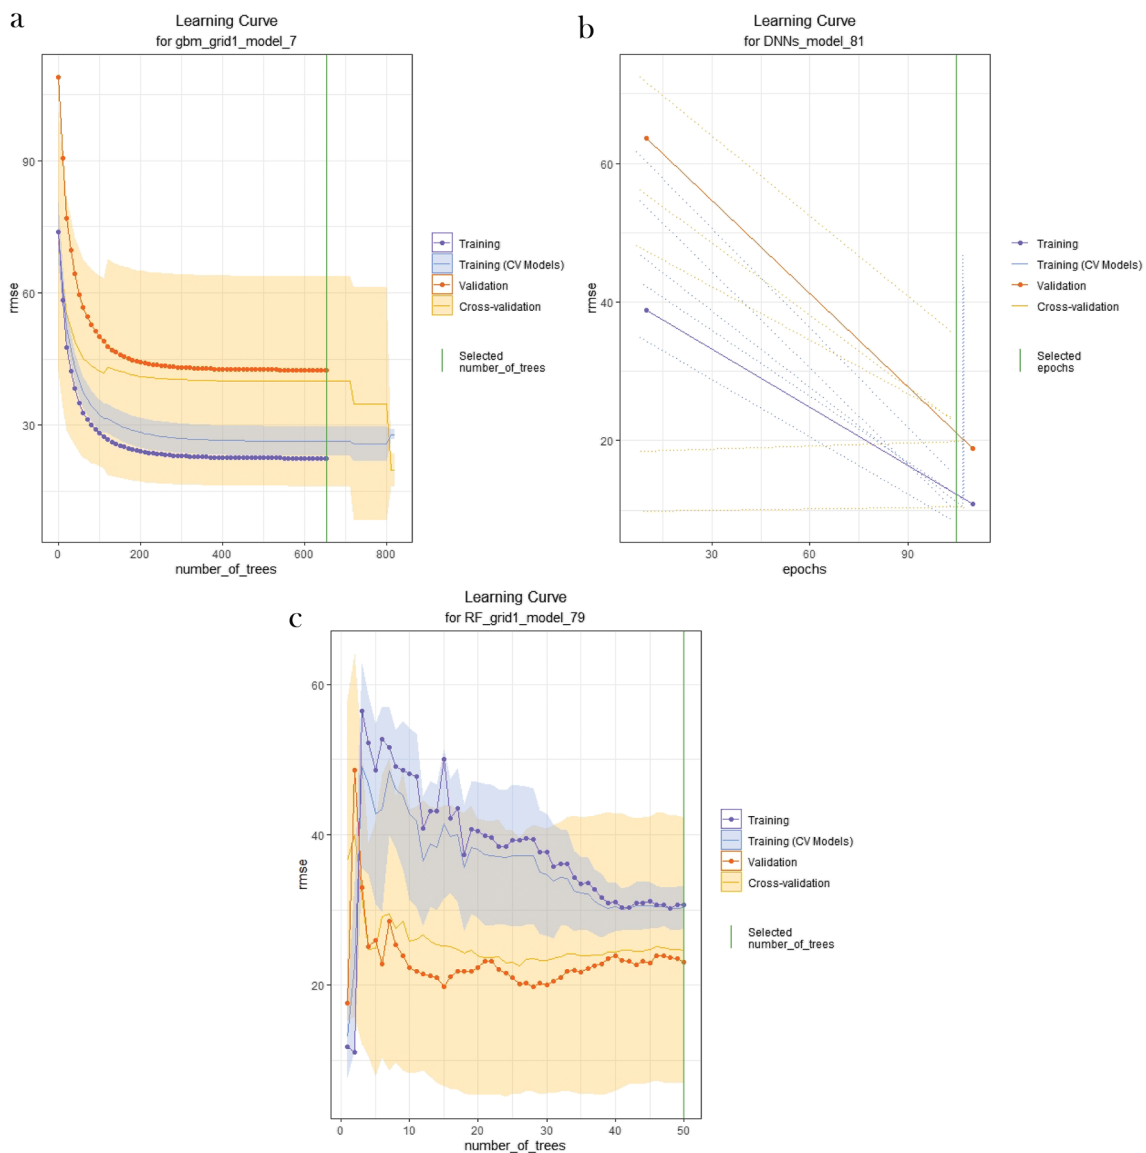 a
Learning Curve
for gbm_grid1_model_7
rmse
90
60
30
0
200
400
600
800
number_of_trees
Training
Training (CV Models)
Validation
Cross-validation
Selected
number_of_trees
b
Learning Curve
for DNNs_model_81
rmse
60
40
20
30
60
90
epochs
Training
Training (CV Models)
Validation
Cross-validation
Selected
epochs
c
Learning Curve
for RF_grid1_model_79
rmse
60
40
20
0
10
20
30
40
50
number_of_trees
Training
Training (CV Models)
Validation
Cross-validation
Selected
number_of_trees